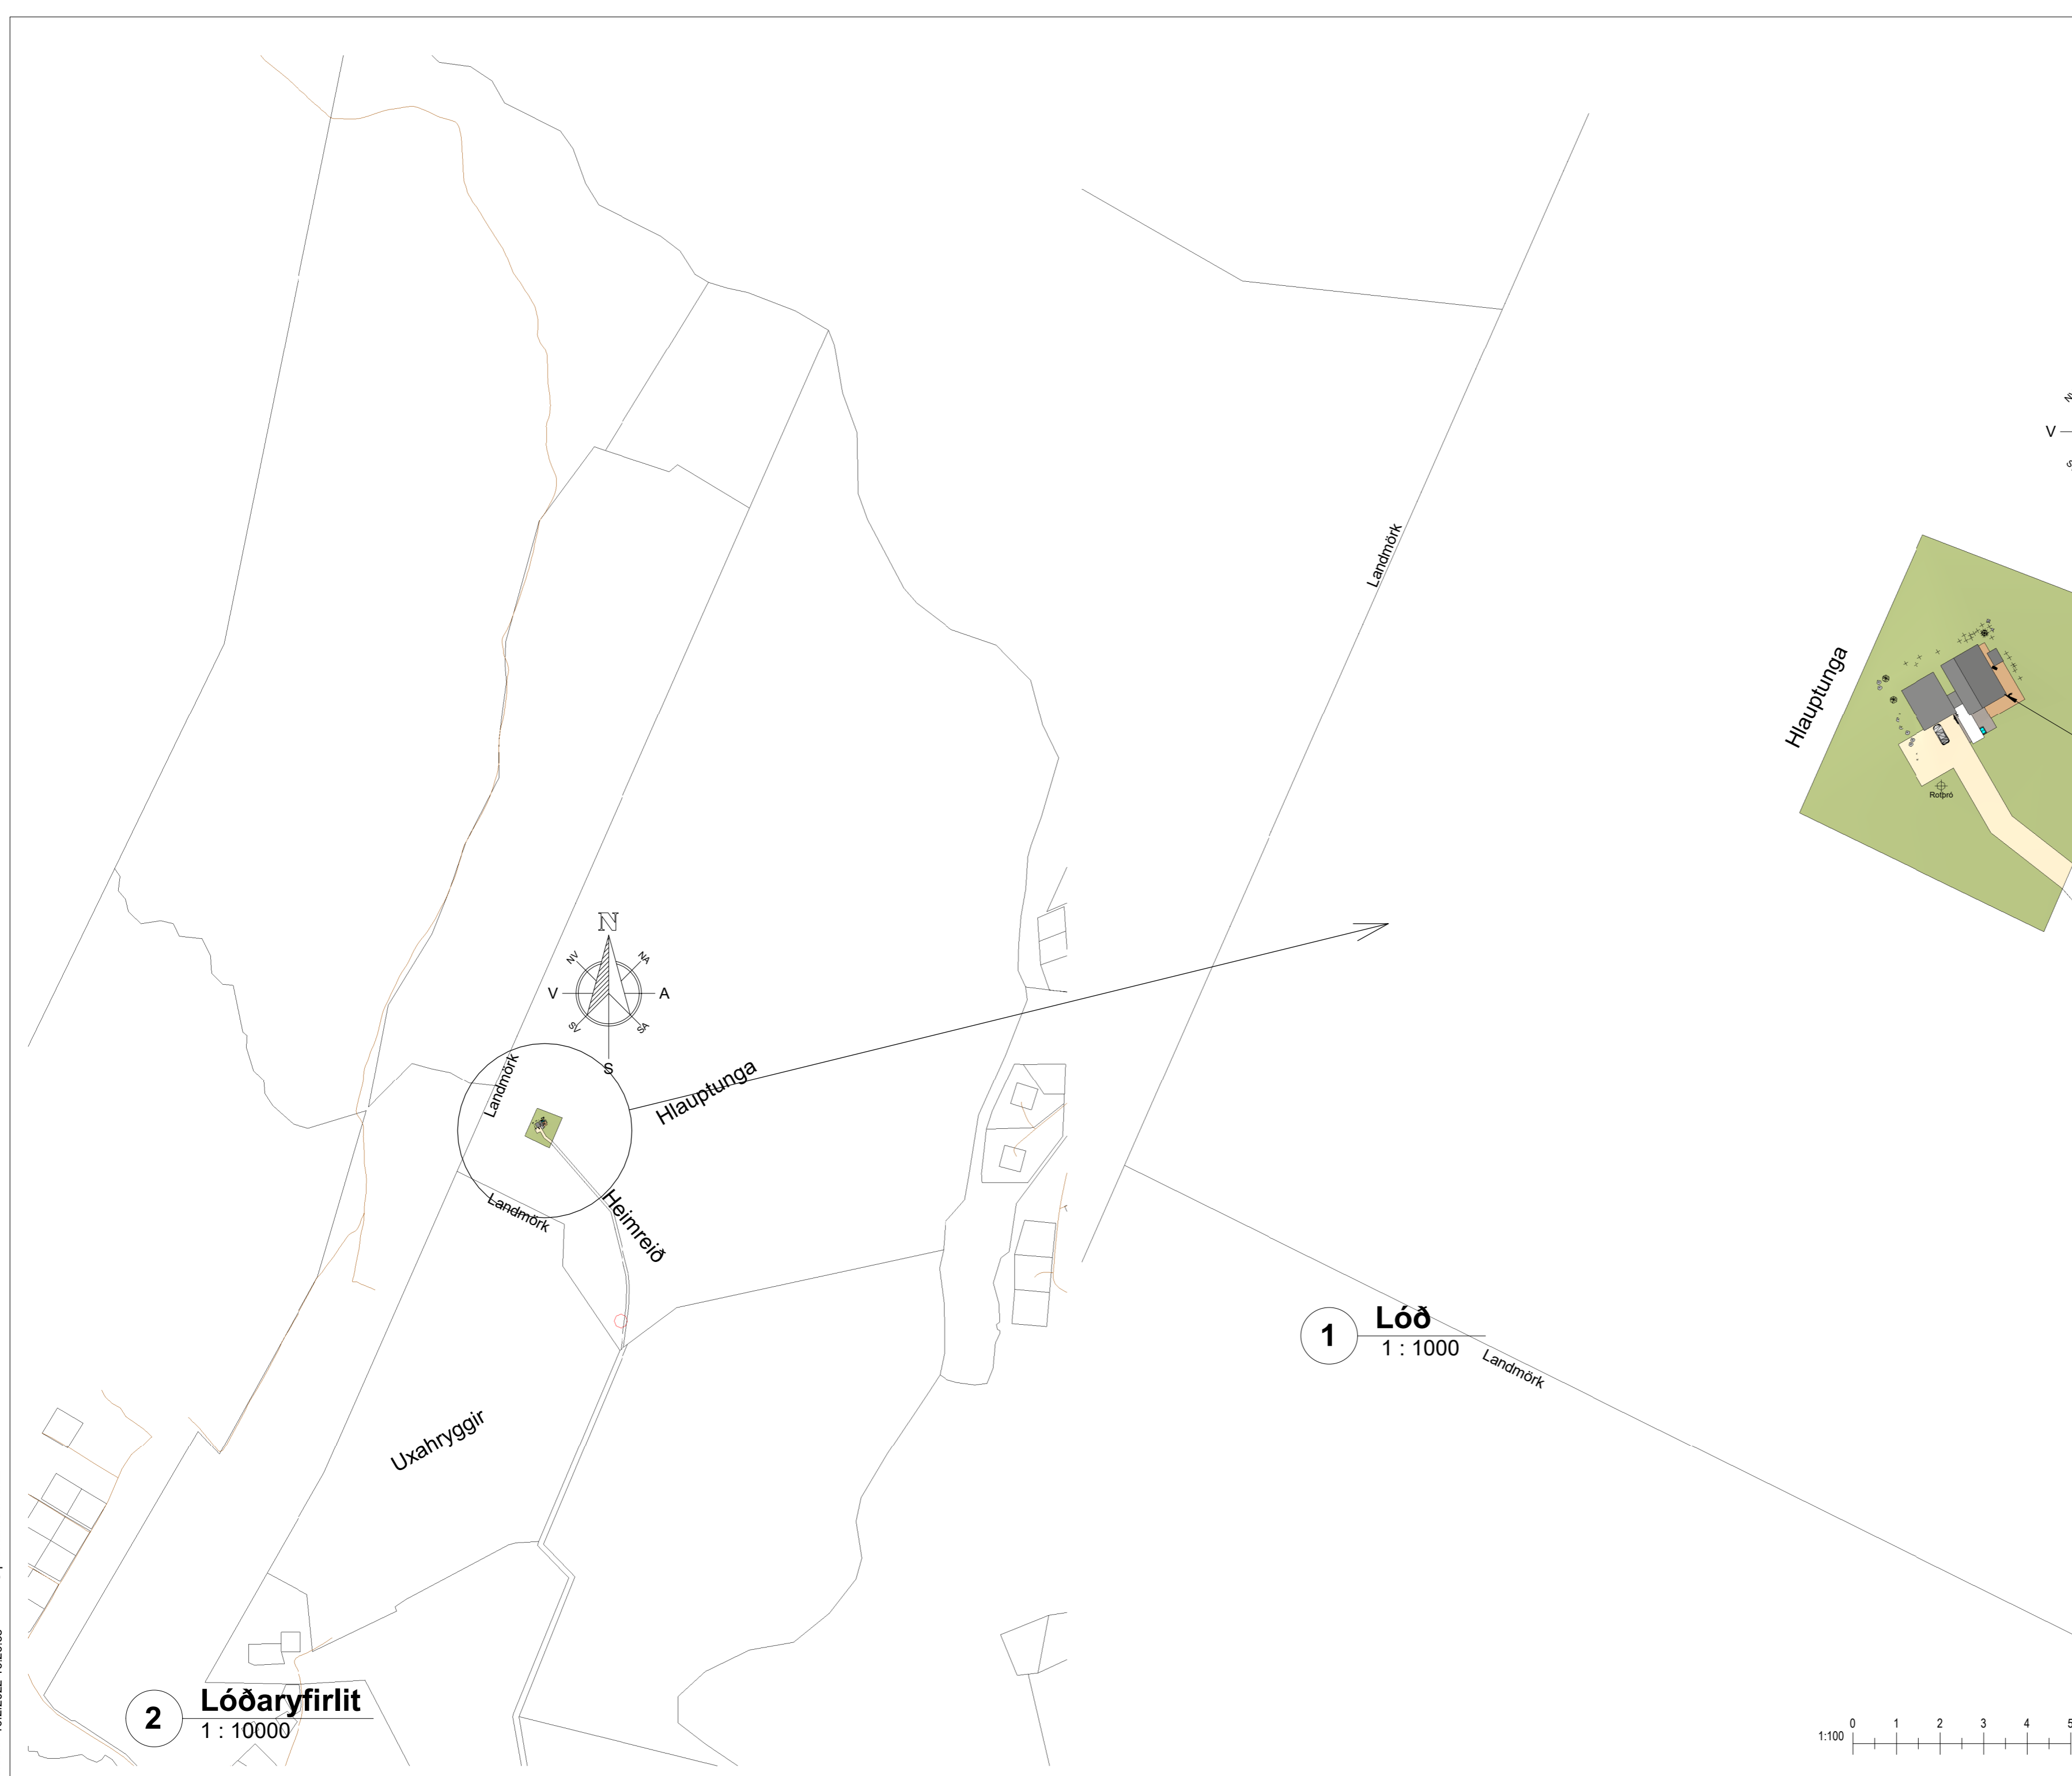 N
NV
NA
V
A
SV
SA
S
Landmörk
Hlauptunga
Landmörk
Heimreið
Uxahryggir
2
Lóðaryfirlit
1 : 10000
Landmörk
V
Hlauptunga
Rotþró
1
Lóð
1 : 1000
Landmörk
1:100
0 1 2 3 4 5